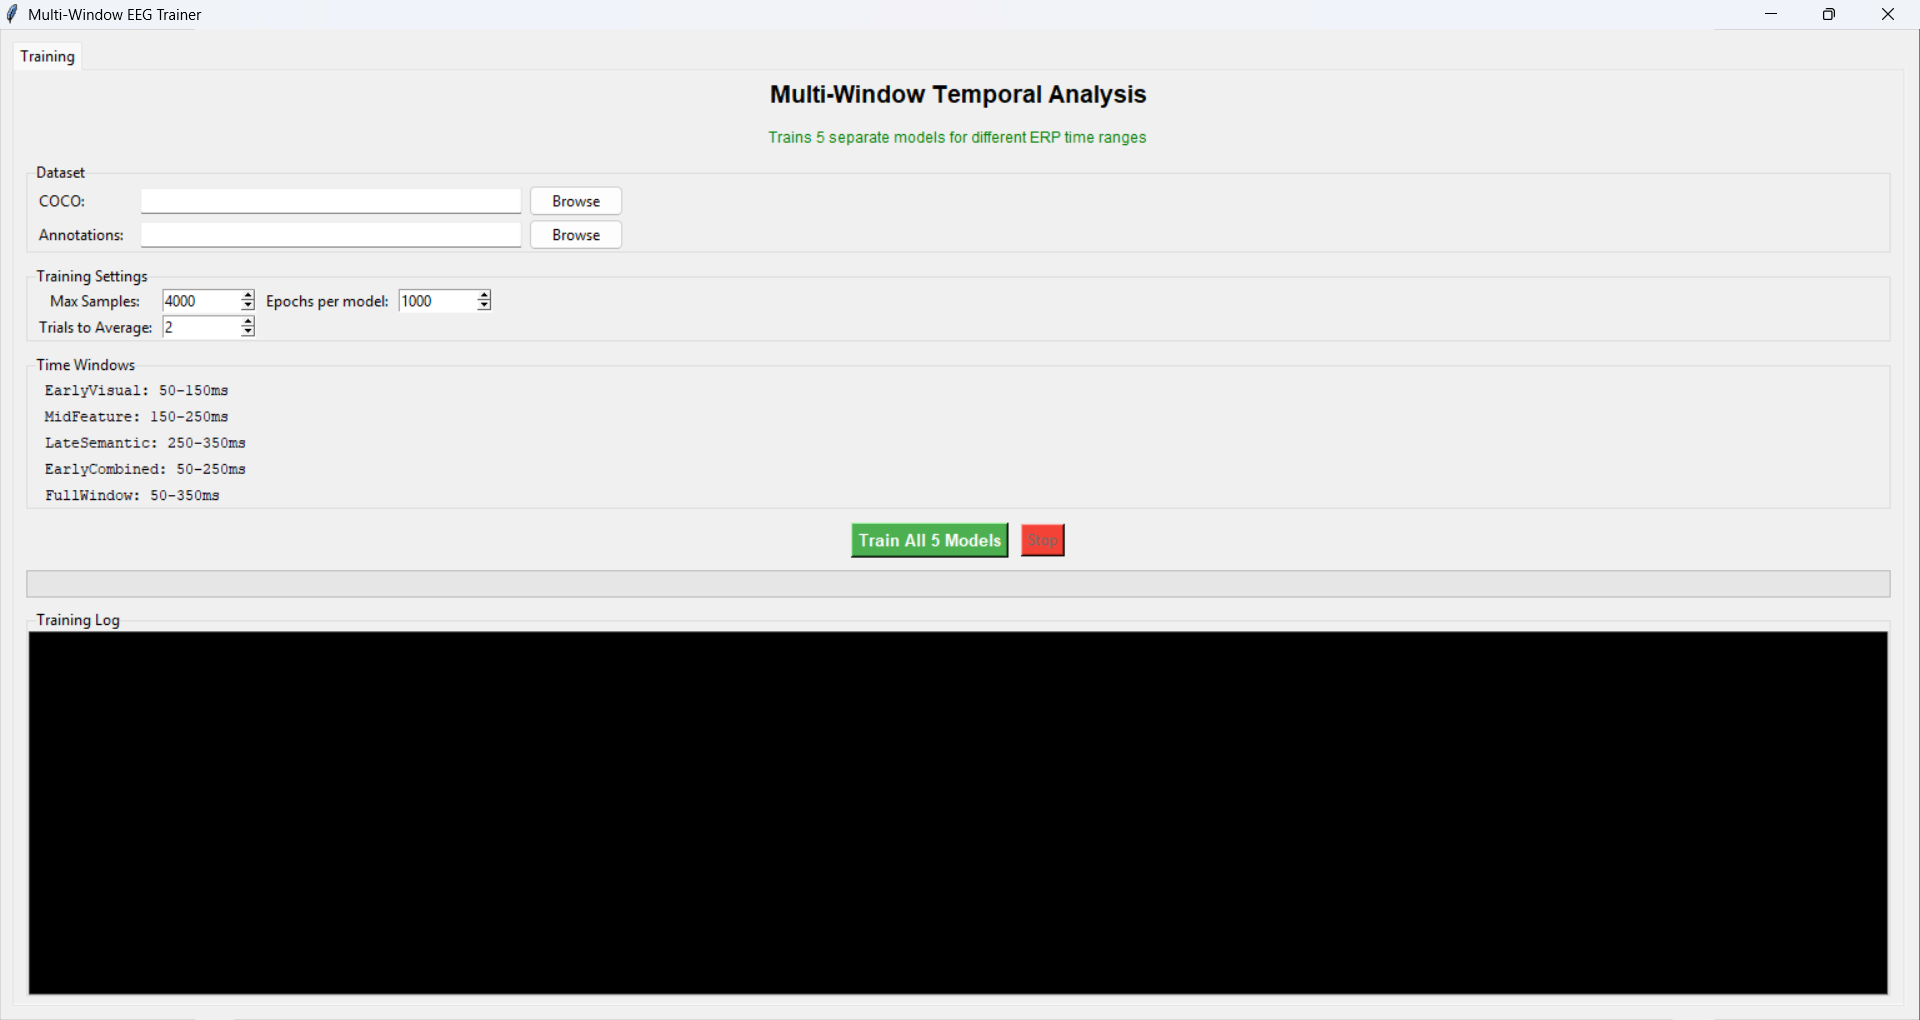 Multi-Window EEG Trainer
Training
Multi-Window Temporal Analysis
Trains 5 separate models for different ERP time ranges
Dataset
COCO: Browse
Annotations: Browse
Training Settings
Max Samples: 4000 Epochs per model: 1000
Trials to Average: 2
Time Windows
EarlyVisual: 50-150ms
MidFeature: 150-250ms
LateSemantic: 250-350ms
EarlyCombined: 50-250ms
FullWindow: 50-350ms
Train All 5 Models Stop
Training Log